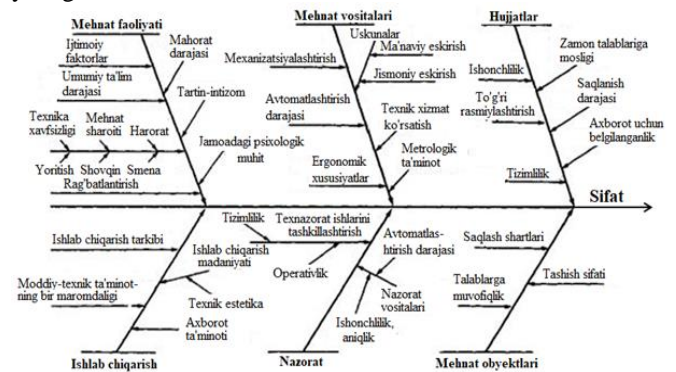 Mehnat faoliyati
Ijtimoiy
faktorlar
Mahorat
darajasi
Umumiy ta'lim
darajasi
Tartin-intizom
Texnika
xavfsizligi
Mehnat
sharoiti
Harorat
Jamoadagi psixologik
muhit
Yoritish
Shovqin
Smena
Rag'batlantirish
Mehnat vositalari
Uskunalar
Ma'naviy eskirish
Mexanizatsiyalashtirish
Jismoniy eskirish
Avtomatlashtirish
darajasi
Texnik xizmat
ko'rsatish
Metrologik
ta'minot
Ergonomik
xususiyatlar
Hujjatlar
Zamon talablariga
mosligi
Ishonchlilik
Saqlanish
darajasi
To'g'ri
rasmiylashtirish
Axborot uchun
belgilanganlik
Tizimlilik
Sifat
Ishlab chiqarish tarkibi
Ishlab chiqarish
madaniyati
Moddiy-texnik ta'minot-
ning bir maromdaligi
Texnik estetika
Axborot
ta'minoti
Ishlab chiqarish
Tizimlilik
Texnazorat ishlarini
tashkillashtirish
Operativlik
Avtomatlas-
htirish darajasi
Nazorat
vositalari
Ishonchlilik,
aniqlik
Nazorat
Saqlash shartlari
Tashish sifati
Talablarga
muvofiqlik
Mehnat obyektlari